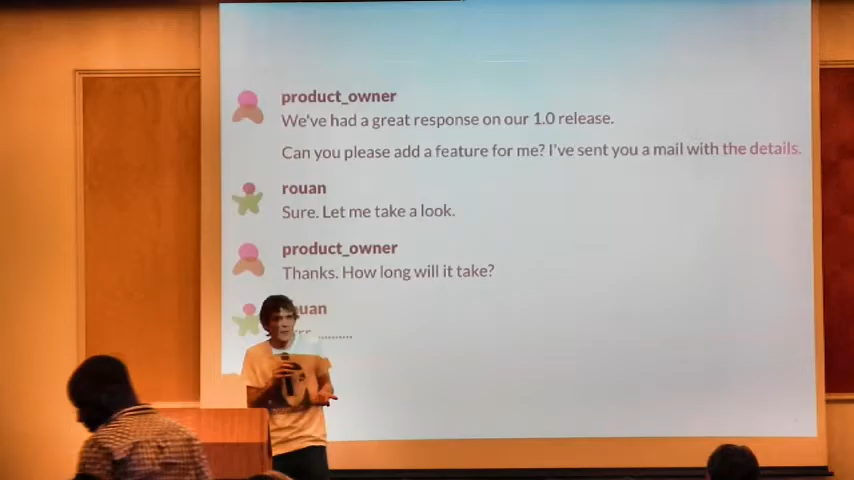 product_owner
We've had a great response on our 1.0 release.
Can you please add a feature for me? I've sent you a mail with the details.
rouan
Sure. Let me take a look.
product_owner
Thanks. How long will it take?
rouan